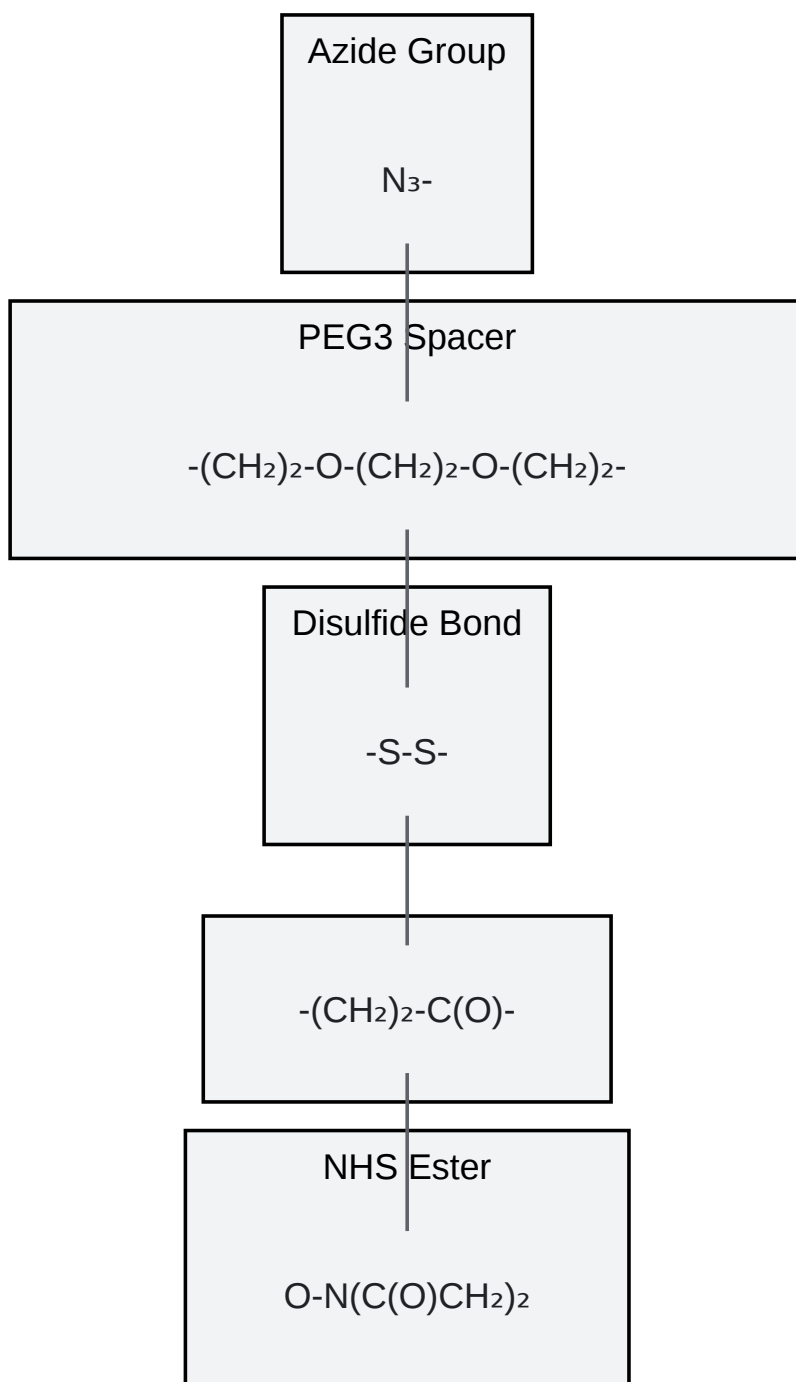 Azide Group
N₃-
PEG3 Spacer
-(CH₂)₂-O-(CH₂)₂-O-(CH₂)₂-
Disulfide Bond
-S-S-
-(CH₂)₂-C(O)-
NHS Ester
O-N(C(O)CH₂)₂